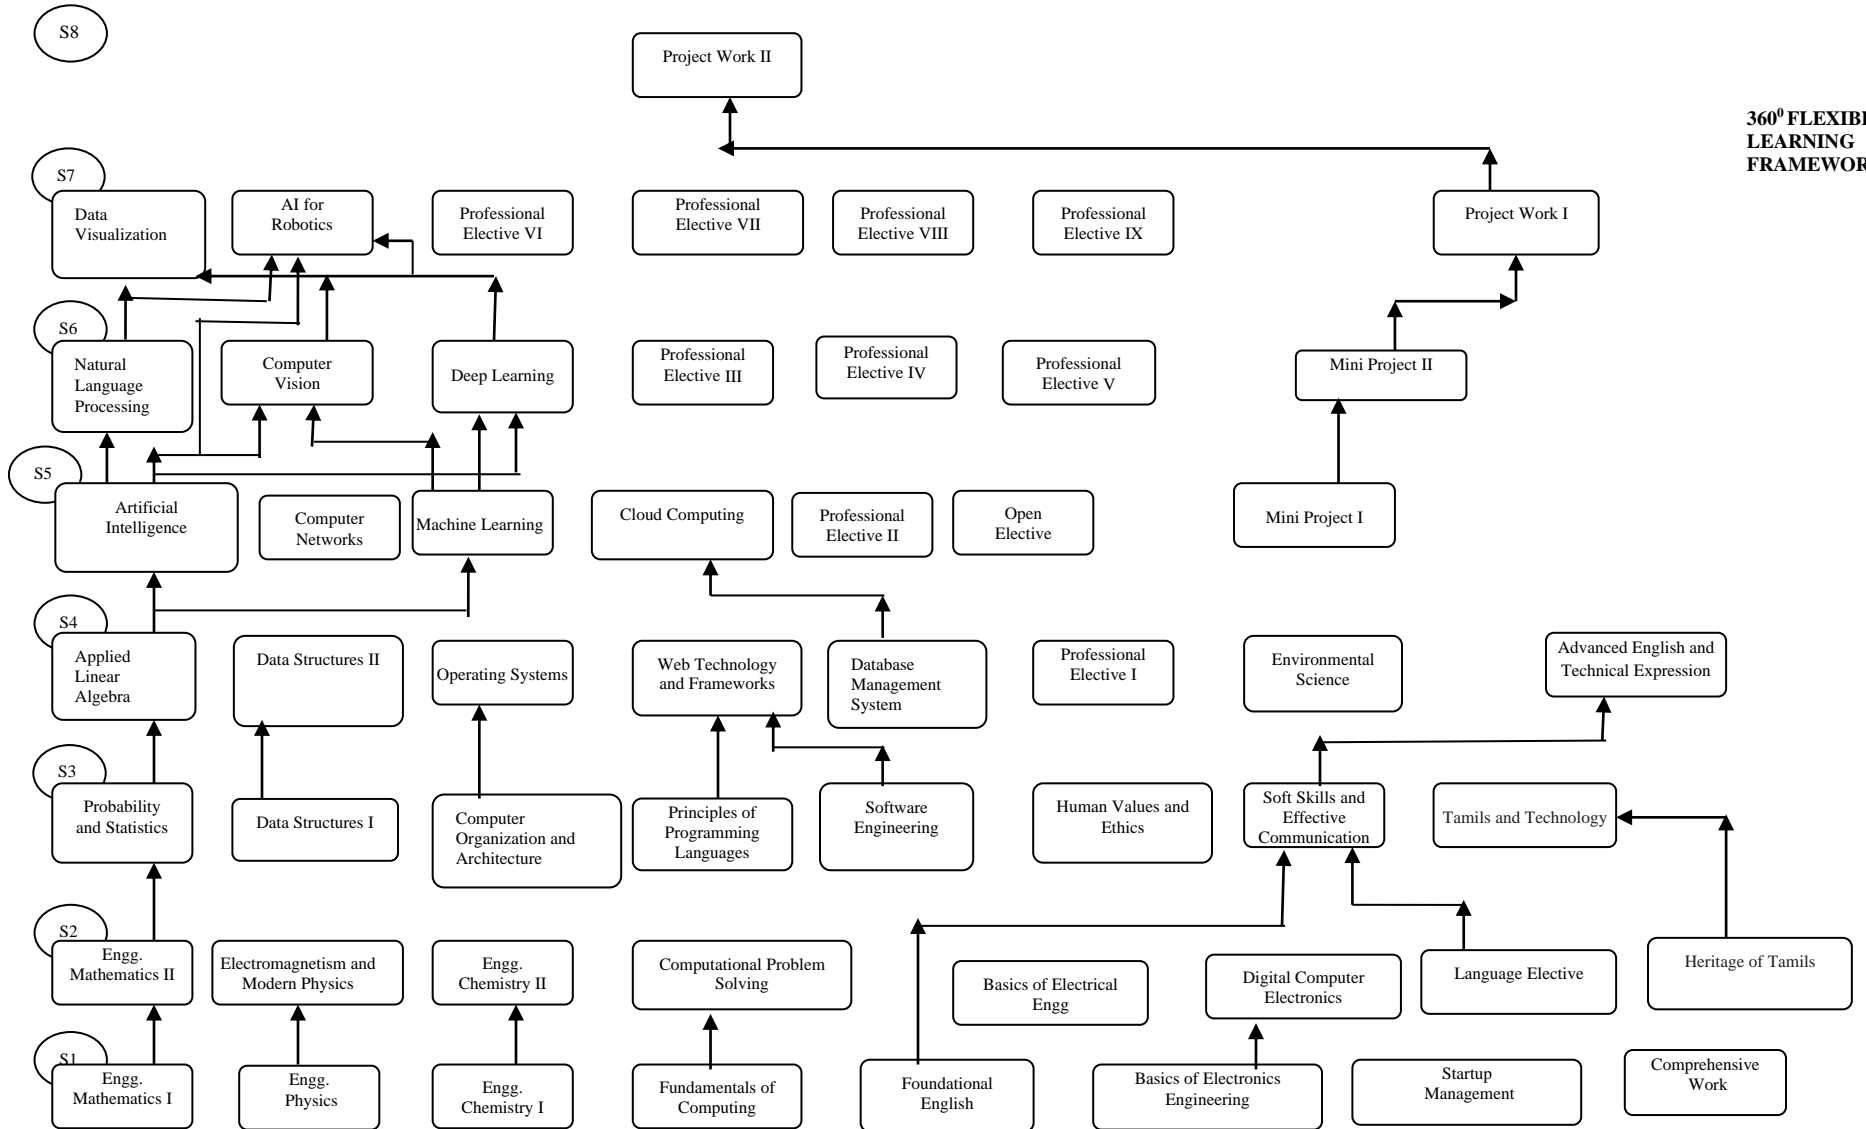 S8
Project Work II
360⁰ FLEXIB
LEARNING
FRAMEWOR
S7
Data
Visualization
AI for
Robotics
Professional
Elective VI
Professional
Elective VII
Professional
Elective VIII
Professional
Elective IX
Project Work I
S6
Natural
Language
Processing
Computer
Vision
Deep Learning
Professional
Elective III
Professional
Elective IV
Professional
Elective V
Mini Project II
S5
Artificial
Intelligence
Computer
Networks
Machine Learning
Cloud Computing
Professional
Elective II
Open
Elective
Mini Project I
S4
Applied
Linear
Algebra
Data Structures II
Operating Systems
Web Technology
and Frameworks
Database
Management
System
Professional
Elective I
Environmental
Science
Advanced English and
Technical Expression
S3
Probability
and Statistics
Data Structures I
Computer
Organization and
Architecture
Principles of
Programming
Languages
Software
Engineering
Human Values and
Ethics
Soft Skills and
Effective
Communication
Tamils and Technology
S2
Engg.
Mathematics II
Electromagnetism and
Modern Physics
Engg.
Chemistry II
Computational Problem
Solving
Basics of Electrical
Engg
Digital Computer
Electronics
Language Elective
Heritage of Tamils
S1
Engg.
Mathematics I
Engg.
Physics
Engg.
Chemistry I
Fundamentals of
Computing
Foundational
English
Basics of Electronics
Engineering
Startup
Management
Comprehensive
Work